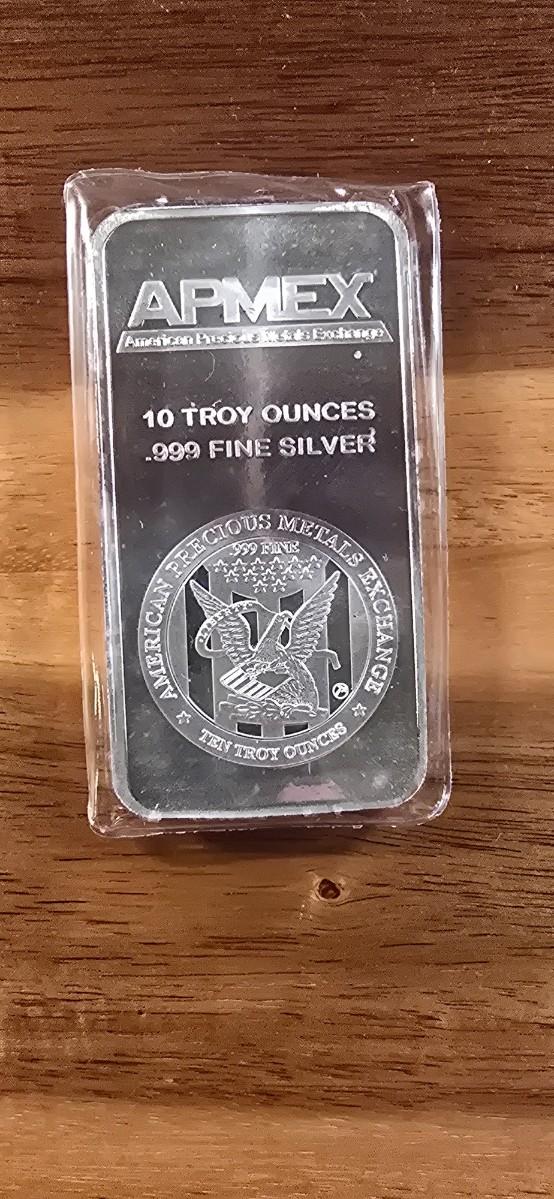 APMEX
American Precious Metals Exchange
10 TROY OUNCES
.999 FINE SILVER
AMERICAN PRECIOUS METALS EXCHANGE
.999 FINE
LIBERTY
TEN TROY OUNCES